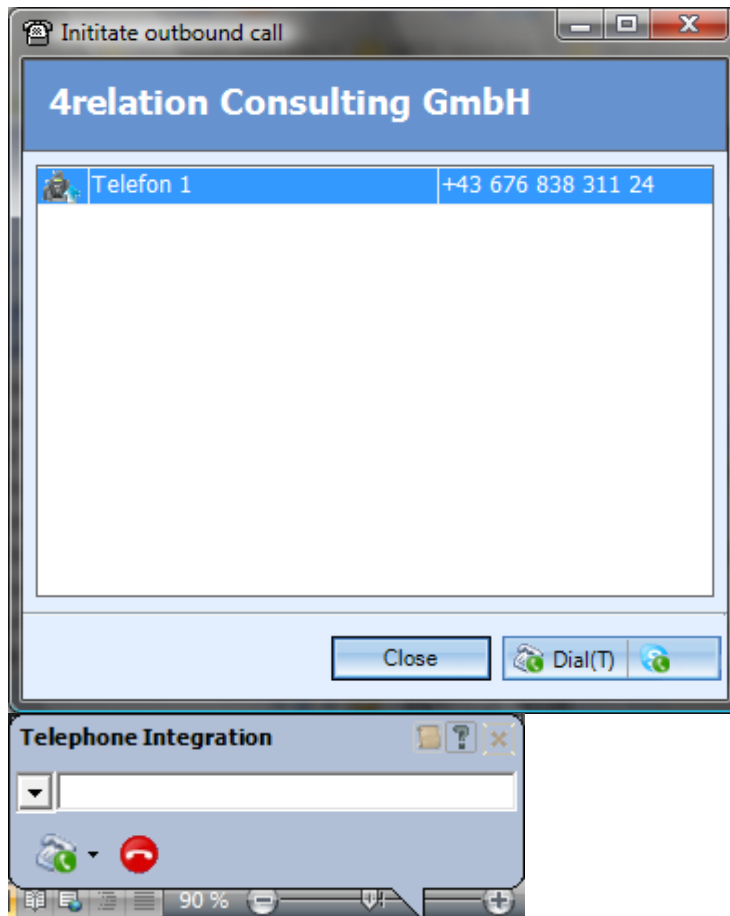 Inititate outbound call
4relation Consulting GmbH
Telefon 1 +43 676 838 311 24
Close Dial(T)
Telephone Integration
?
90 %